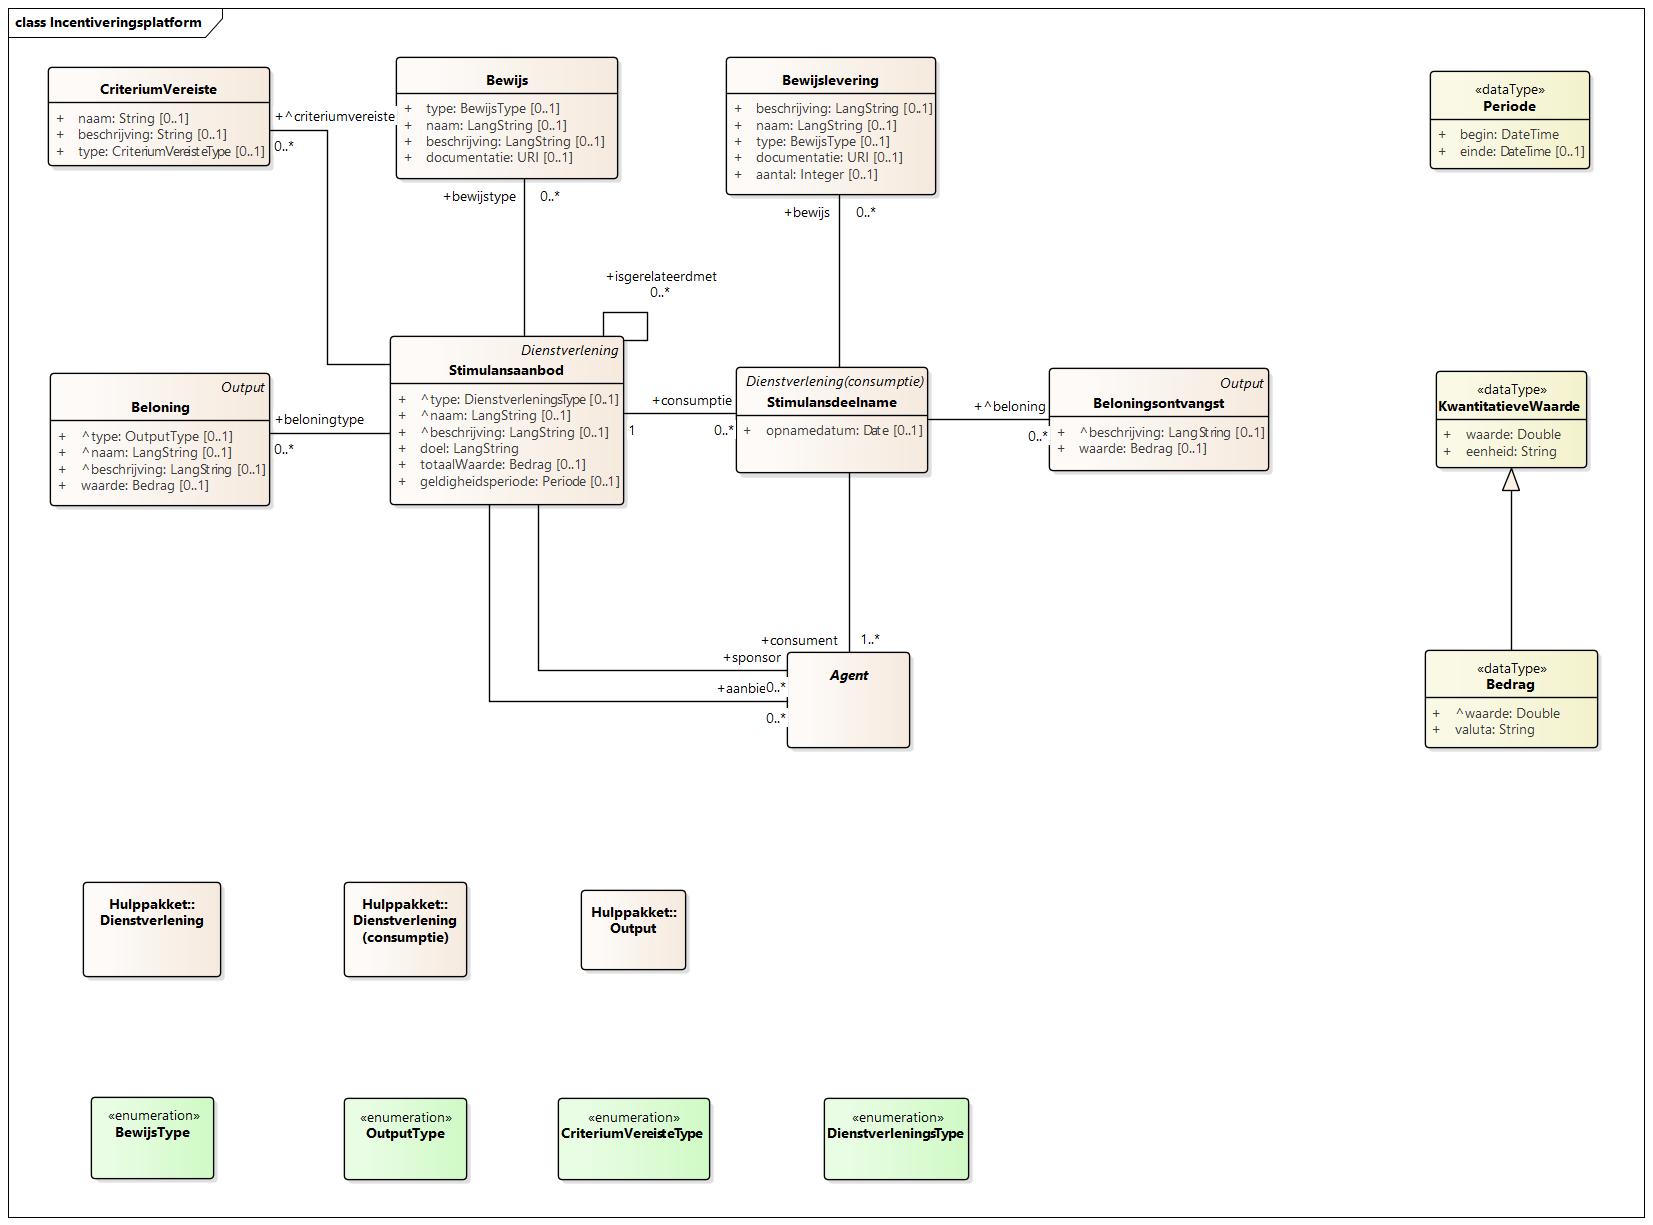 class Incentiveringsplatform
CriteriumVereiste
+ naam: String [0..1]
+ beschrijving: String [0..1]
+ type: CriteriumVereisteType [0..1]
+^criteriumvereiste
0..*
Bewijs
+ type: BewijsType [0..1]
+ naam: LangString [0..1]
+ beschrijving: LangString [0..1]
+ documentatie: URI [0..1]
+bewijstype
0..*
Bewijslevering
+ beschrijving: LangString [0..1]
+ naam: LangString [0..1]
+ type: BewijsType [0..1]
+ documentatie: URI [0..1]
+ aantal: Integer [0..1]
+bewijs
0..*
«dataType»
Periode
+ begin: DateTime
+ einde: DateTime [0..1]
+isgerelateerdmet
0..*
Output
Beloning
+ ^type: OutputType [0..1]
+ ^naam: LangString [0..1]
+ ^beschrijving: LangString [0..1]
+ waarde: Bedrag [0..1]
+beloningtype
0..*
Dienstverlening
Stimulansaanbod
+ ^type: DienstverleningsType [0..1]
+ ^naam: LangString [0..1]
+ ^beschrijving: LangString [0..1]
+ doel: LangString
+ totaalWaarde: Bedrag [0..1]
+ geldigheidsperiode: Periode [0..1]
+consumptie
1
0..*
Dienstverlening(consumptie)
Stimulansdeelname
+ opnamedatum: Date [0..1]
+^beloning
0..*
Output
Beloningsontvangst
+ ^beschrijving: LangString [0..1]
+ waarde: Bedrag [0..1]
«dataType»
KwantitatieveWaarde
+ waarde: Double
+ eenheid: String
+consument
1..*
+sponsor
+aanbie0..*
0..*
Agent
«dataType»
Bedrag
+ ^waarde: Double
+ valuta: String
Hulppakket::
Dienstverlening
Hulppakket::
Dienstverlening
(consumptie)
Hulppakket::
Output
«enumeration»
BewijsType
«enumeration»
OutputType
«enumeration»
CriteriumVereisteType
«enumeration»
DienstverleningsType